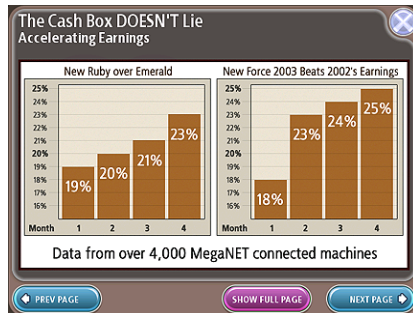 The Cash Box DOESN'T Lie
Accelerating Earnings
New Ruby over Emerald
25%
24%
23%
22%
21%
20%
19%
18%
17%
16%
19%
20%
21%
23%
Month 1 2 3 4
New Force 2003 Beats 2002's Earnings
25%
24%
23%
22%
21%
20%
19%
18%
17%
16%
18%
23%
24%
25%
Month 1 2 3 4
Data from over 4,000 MegaNET connected machines
PREV PAGE
SHOW FULL PAGE
NEXT PAGE